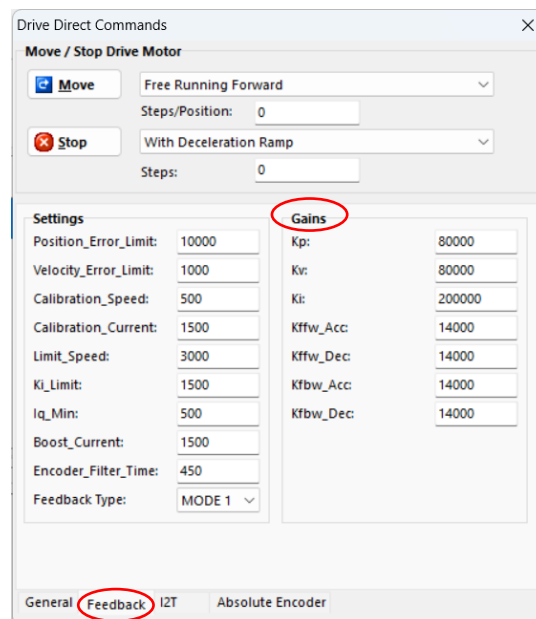 Drive Direct Commands
Move / Stop Drive Motor
Move Free Running Forward
Steps/Position: 0
Stop With Deceleration Ramp
Steps: 0
Settings
Position_Error_Limit: 10000
Velocity_Error_Limit: 1000
Calibration_Speed: 500
Calibration_Current: 1500
Limit_Speed: 3000
Ki_Limit: 1500
Iq_Min: 500
Boost_Current: 1500
Encoder_Filter_Time: 450
Feedback Type: MODE 1
Gains
Kp: 80000
Kv: 80000
Ki: 200000
Kffw_Acc: 14000
Kffw_Dec: 14000
Kfbw_Acc: 14000
Kfbw_Dec: 14000
General Feedback I2T Absolute Encoder